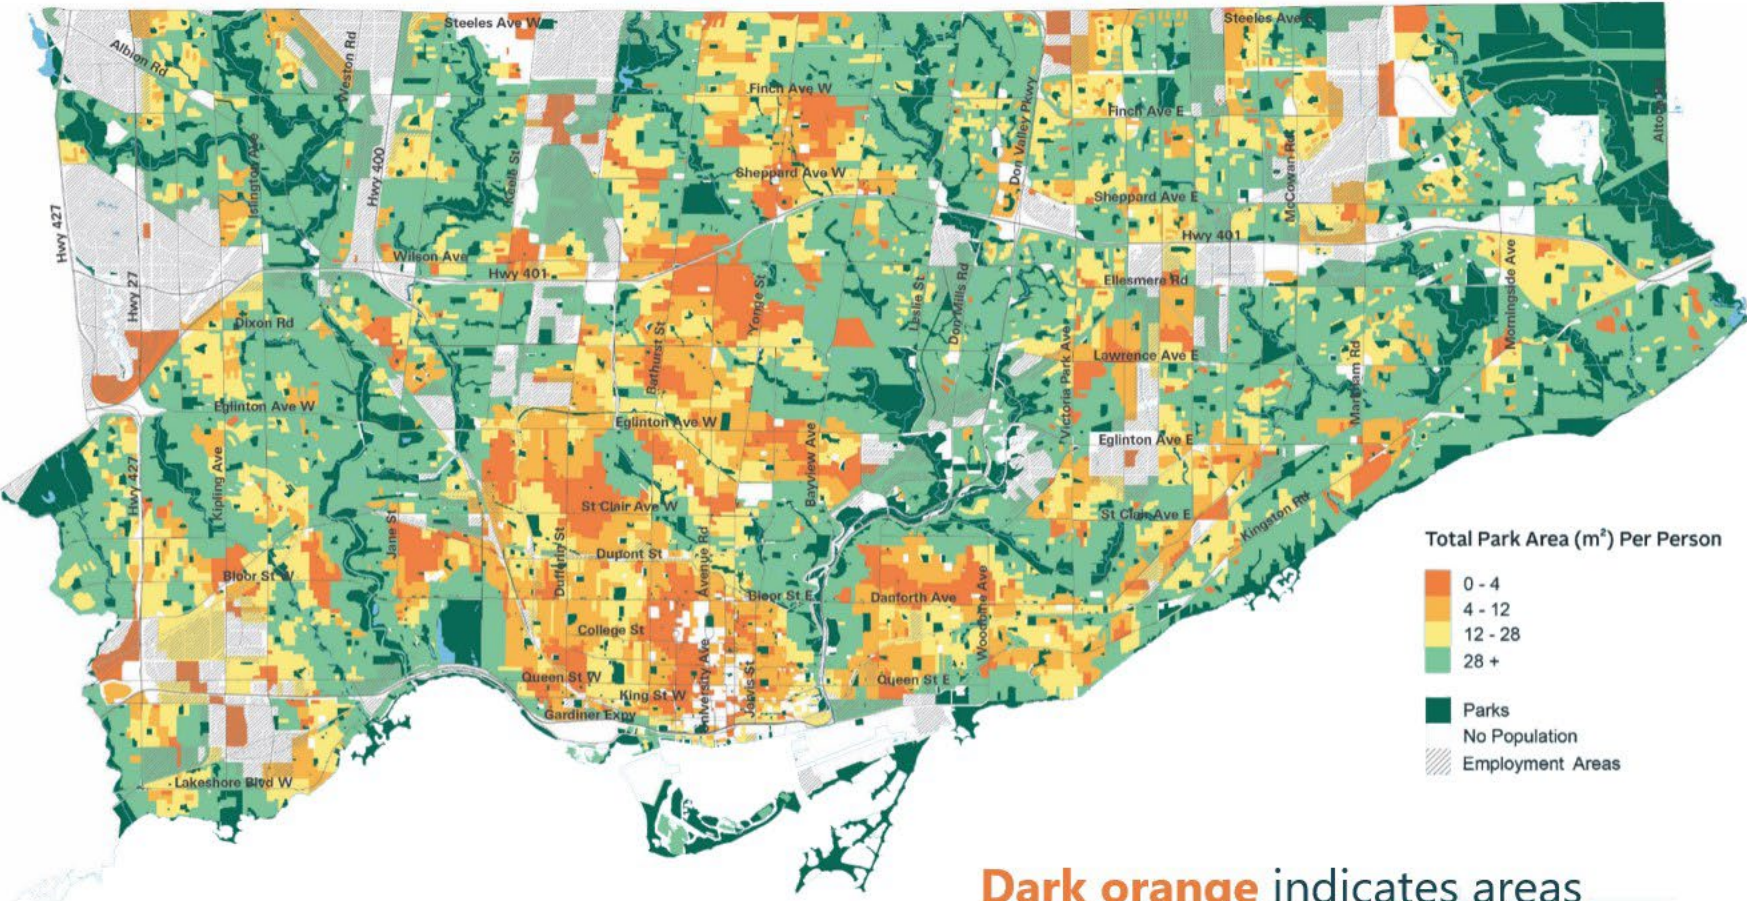 Steeles Ave W
Steeles Ave E
Albion Rd
Weston Rd
Finch Ave W
Finch Ave E
Don Valley Pkwy
Islington Ave
Hwy 400
Keele St
Sheppard Ave W
Sheppard Ave E
McCowan Rd
Hwy 427
Wilson Ave
Hwy 401
Hwy 401
Hwy 27
Ellesmere Rd
Morningside Ave
Dixon Rd
Yonge St
Leslie St
Don Mills Rd
Bathurst St
Victoria Park Ave
Lawrence Ave E
Markham Rd
Eglinton Ave W
Eglinton Ave W
Eglinton Ave E
Hwy 427
Kipling Ave
Bayview Ave
Jane St
St Clair Ave W
St Clair Ave E
Kingston Rd
Dufferin St
Dupont St
Avenue Rd
Bloor St W
Bloor St E
Danforth Ave
Woodbine Ave
College St
Queen St W
Queen St E
King St W
University Ave
Jarvis St
Gardiner Expy
Lakeshore Blvd W
Total Park Area (m²) Per Person
0 - 4
4 - 12
12 - 28
28 +
Parks
No Population
Employment Areas
Dark orange indicates areas